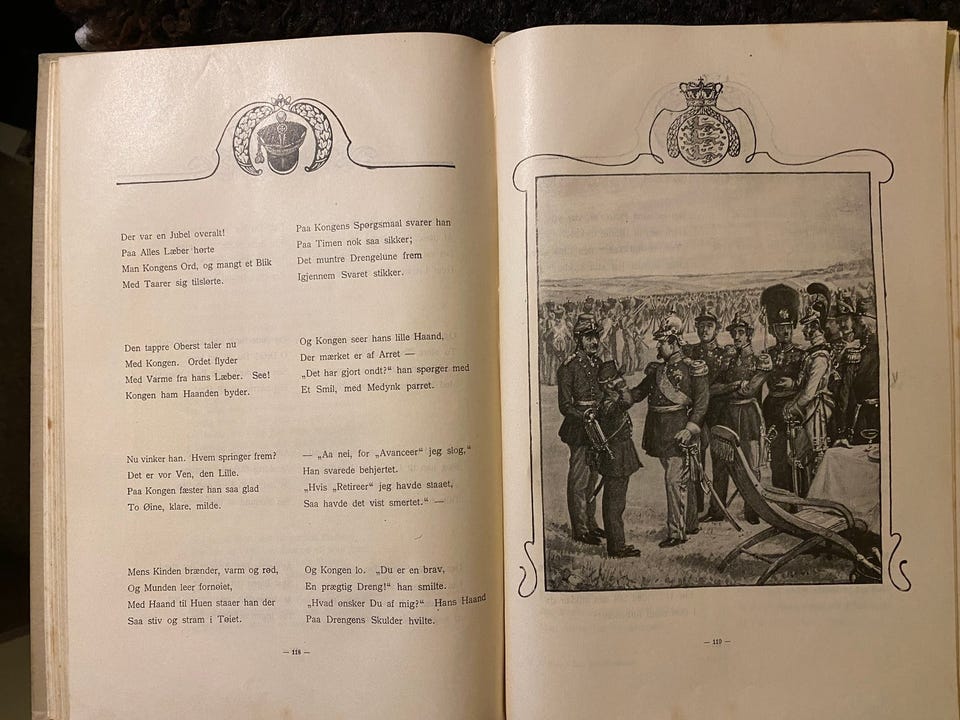 Der var en Jubel overalt!
Paa Alles Læber hørte
Man Kongens Ord, og mangt et Blik
Med Taarer sig tilslørte.
Den tappre Oberst taler nu
Med Kongen. Ordet flyder
Med Varme fra hans Læber. See!
Kongen ham Haanden byder.
Nu vinker han. Hvem springer frem?
Det er vor Ven, den Lille.
Paa Kongen fæster han saa glad
To Øine, klare, milde.
Mens Kinden brænder, varm og rød,
Og Munden leer fornøiet,
Med Haand til Huen staaer han der
Saa stiv og stram i Tøiet.
Paa Kongens Spørgsmaal svarer han
Paa Timen nok saa sikker;
Det muntre Drengelune frem
Igjennem Svaret stikker.
Og Kongen seer hans lille Haand,
Der mærket er af Arret —
„Det har gjort ondt?" han spørger med
Et Smil, med Medynk parret.
— „Aa nei, for „Avanceer" jeg slog,"
Han svarede behjertet.
„Hvis „Retireer" jeg havde slaaet,
Saa havde det vist smertet." —
Og Kongen lo. „Du er en brav,
En prægtig Dreng!" han smilte.
„Hvad ønsker Du af mig?" Hans Haand
Paa Drengens Skulder hvilte.
— 118 —
— 119 —